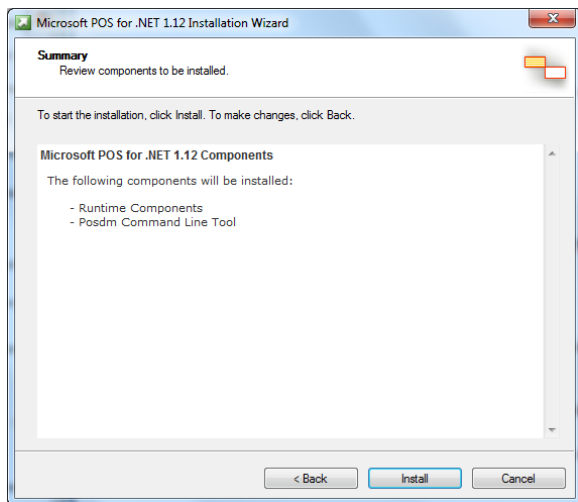 Microsoft POS for .NET 1.12 Installation Wizard
Summary
Review components to be installed.
To start the installation, click Install. To make changes, click Back.
Microsoft POS for .NET 1.12 Components
The following components will be installed:
- Runtime Components
- Posdm Command Line Tool
< Back
Install
Cancel